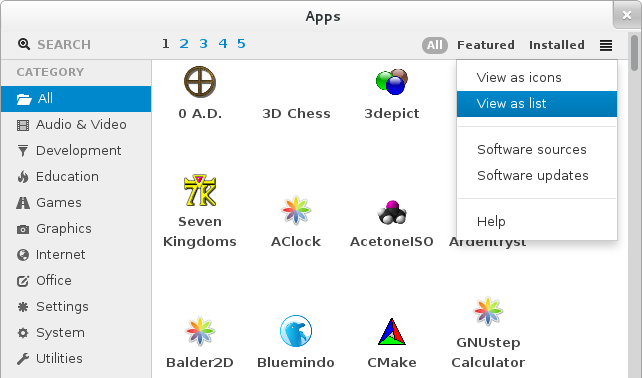 Apps
SEARCH
1 2 3 4 5
All Featured Installed
CATEGORY
All
Audio & Video
Development
Education
Games
Graphics
Internet
Office
Settings
System
Utilities
0 A.D.
3D Chess
3depict
Seven
Kingdoms
AClock
AcetoneISO
Ardentryst
Balder2D
Bluemindo
CMake
GNUstep
Calculator
View as icons
View as list
Software sources
Software updates
Help